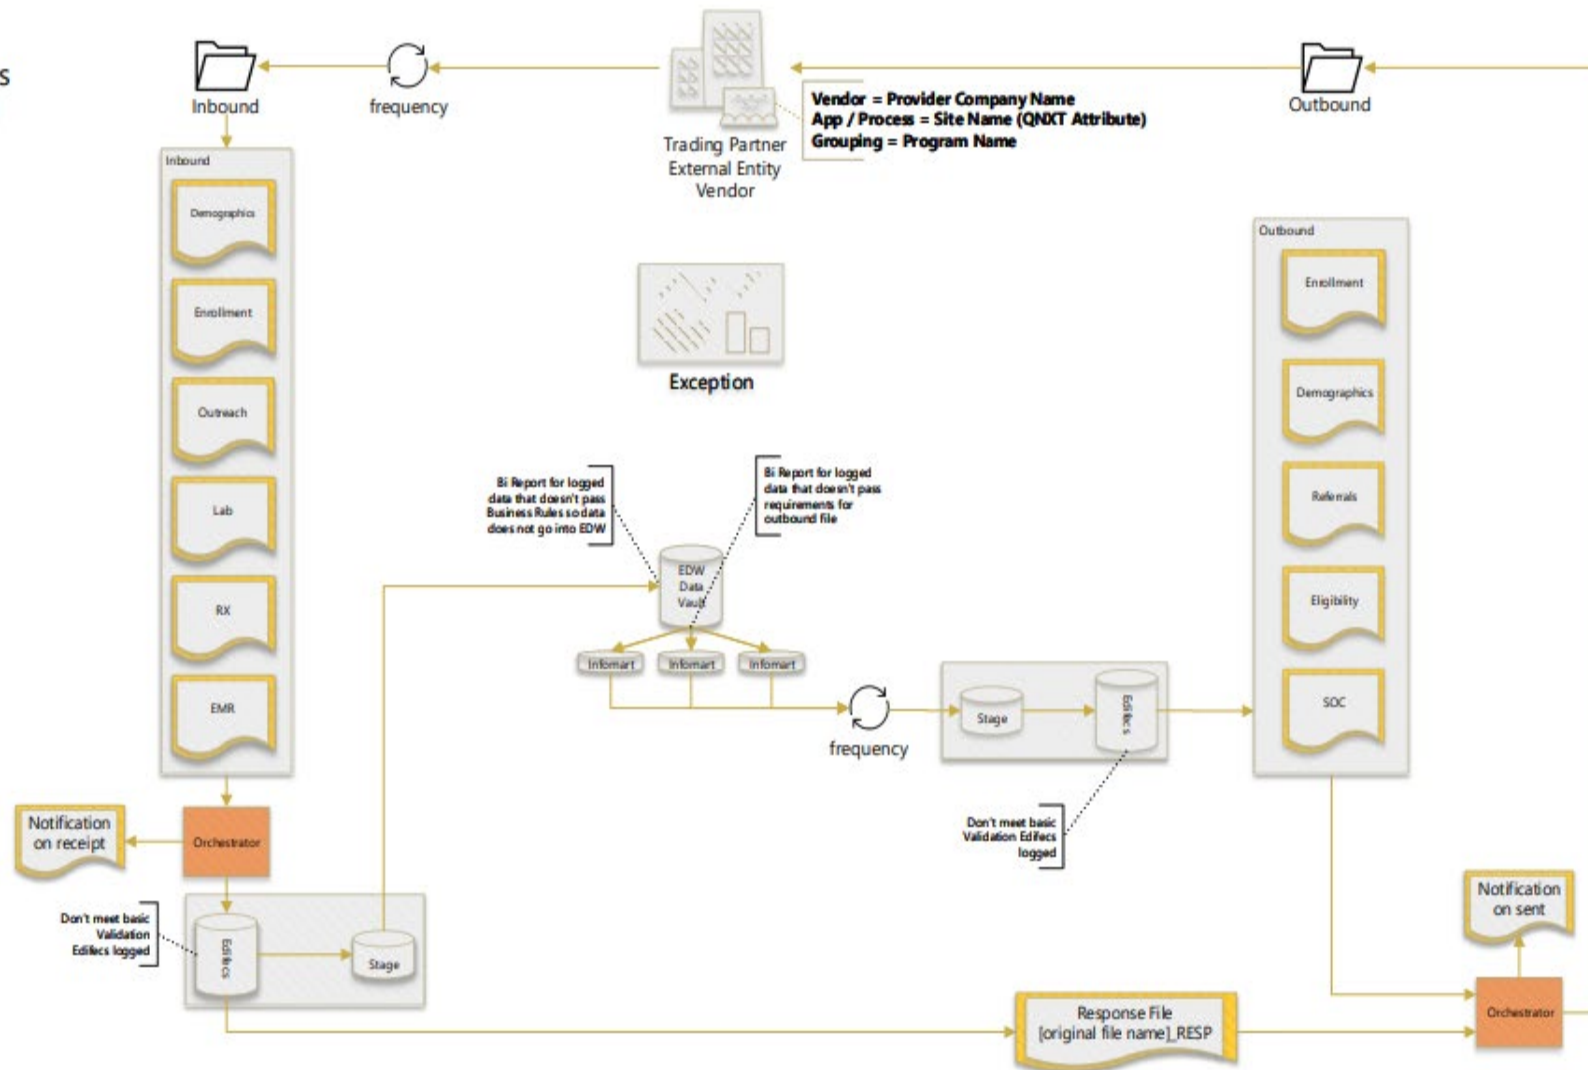 s
Inbound
frequency
Trading Partner
External Entity
Vendor
Vendor = Provider Company Name
App / Process = Site Name (QNXT Attribute)
Grouping = Program Name
Outbound
Inbound
Demographics
Enrollment
Outreach
Lab
RX
EMR
Exception
Outbound
Enrollment
Demographics
Referrals
Eligibility
SOC
Bi Report for logged
data that doesn't pass
Business Rules so data
does not go into EDW
Bi Report for logged
data that doesn't pass
requirements for
outbound file
EDW
Data
Vault
Infomart
Infomart
Infomart
frequency
Stage
Edifecs
Don't meet basic
Validation Edifecs
logged
Notification
on receipt
Orchestrator
Don't meet basic
Validation
Edifecs logged
Edifecs
Stage
Response File
[original file name]_RESP
Notification
on sent
Orchestrator